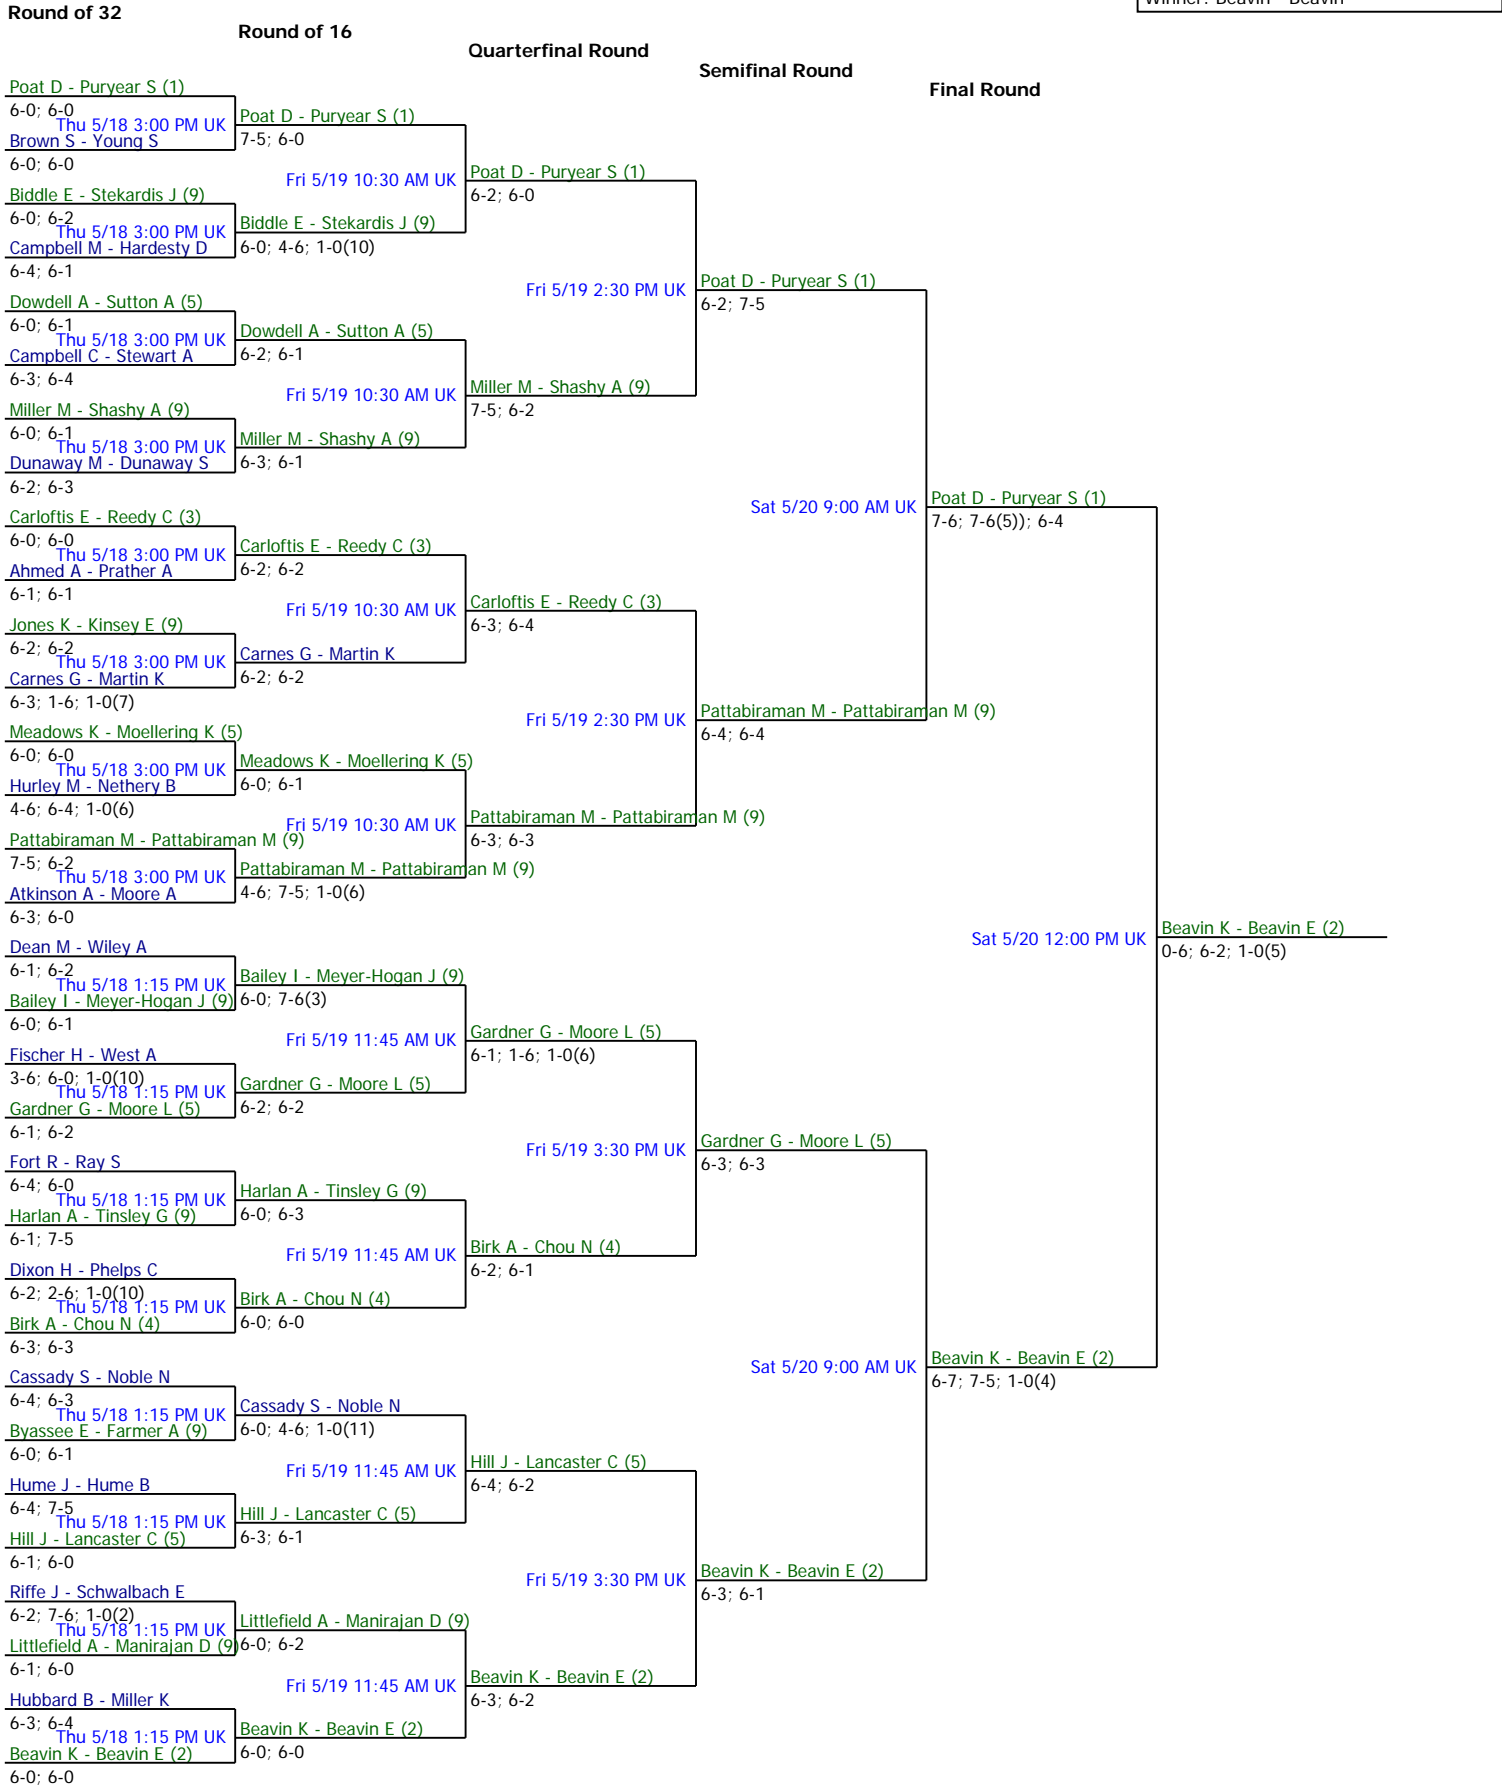 Winner: Beavin - Beavin
Round of 32
Round of 16
Quarterfinal Round
Semifinal Round
Final Round
Poat D - Puryear S (1)
6-0; 6-0
Thu 5/18 3:00 PM UK
Brown S - Young S
6-0; 6-0
Biddle E - Stekardis J (9)
6-0; 6-2
Thu 5/18 3:00 PM UK
Campbell M - Hardesty D
6-4; 6-1
Dowdell A - Sutton A (5)
6-0; 6-1
Thu 5/18 3:00 PM UK
Campbell C - Stewart A
6-3; 6-4
Miller M - Shashy A (9)
6-0; 6-1
Thu 5/18 3:00 PM UK
Dunaway M - Dunaway S
6-2; 6-3
Carloftis E - Reedy C (3)
6-0; 6-0
Thu 5/18 3:00 PM UK
Ahmed A - Prather A
6-1; 6-1
Jones K - Kinsey E (9)
6-2; 6-2
Thu 5/18 3:00 PM UK
Carnes G - Martin K
6-3; 1-6; 1-0(7)
Meadows K - Moellering K (5)
6-0; 6-0
Thu 5/18 3:00 PM UK
Hurley M - Nethery B
4-6; 6-4; 1-0(6)
Pattabiraman M - Pattabiraman M (9)
7-5; 6-2
Thu 5/18 3:00 PM UK
Atkinson A - Moore A
6-3; 6-0
Dean M - Wiley A
6-1; 6-2
Thu 5/18 1:15 PM UK
Bailey I - Meyer-Hogan J (9)
6-0; 6-1
Fischer H - West A
3-6; 6-0; 1-0(10)
Thu 5/18 1:15 PM UK
Gardner G - Moore L (5)
6-1; 6-2
Fort R - Ray S
6-4; 6-0
Thu 5/18 1:15 PM UK
Harlan A - Tinsley G (9)
6-1; 7-5
Dixon H - Phelps C
6-2; 2-6; 1-0(10)
Thu 5/18 1:15 PM UK
Birk A - Chou N (4)
6-3; 6-3
Cassady S - Noble N
6-4; 6-3
Thu 5/18 1:15 PM UK
Byassee E - Farmer A (9)
6-0; 6-1
Hume J - Hume B
6-4; 7-5
Thu 5/18 1:15 PM UK
Hill J - Lancaster C (5)
6-1; 6-0
Riffe J - Schwalbach E
6-2; 7-6; 1-0(2)
Thu 5/18 1:15 PM UK
Littlefield A - Manirajan D (9)
6-1; 6-0
Hubbard B - Miller K
6-3; 6-4
Thu 5/18 1:15 PM UK
Beavin K - Beavin E (2)
6-0; 6-0
Poat D - Puryear S (1)
7-5; 6-0
Fri 5/19 10:30 AM UK
Biddle E - Stekardis J (9)
6-0; 4-6; 1-0(10)
Dowdell A - Sutton A (5)
6-2; 6-1
Fri 5/19 10:30 AM UK
Miller M - Shashy A (9)
6-3; 6-1
Carloftis E - Reedy C (3)
6-2; 6-2
Fri 5/19 10:30 AM UK
Carnes G - Martin K
6-2; 6-2
Meadows K - Moellering K (5)
6-0; 6-1
Fri 5/19 10:30 AM UK
Pattabiraman M - Pattabiraman M (9)
4-6; 7-5; 1-0(6)
Bailey I - Meyer-Hogan J (9)
6-0; 7-6(3)
Fri 5/19 11:45 AM UK
Gardner G - Moore L (5)
6-2; 6-2
Harlan A - Tinsley G (9)
6-0; 6-3
Fri 5/19 11:45 AM UK
Birk A - Chou N (4)
6-0; 6-0
Cassady S - Noble N
6-0; 4-6; 1-0(11)
Fri 5/19 11:45 AM UK
Hill J - Lancaster C (5)
6-3; 6-1
Littlefield A - Manirajan D (9)
6-0; 6-2
Fri 5/19 11:45 AM UK
Beavin K - Beavin E (2)
6-0; 6-0
Poat D - Puryear S (1)
6-2; 6-0
Fri 5/19 2:30 PM UK
Miller M - Shashy A (9)
7-5; 6-2
Carloftis E - Reedy C (3)
6-3; 6-4
Fri 5/19 2:30 PM UK
Pattabiraman M - Pattabiraman M (9)
6-3; 6-3
Gardner G - Moore L (5)
6-1; 1-6; 1-0(6)
Fri 5/19 3:30 PM UK
Birk A - Chou N (4)
6-2; 6-1
Hill J - Lancaster C (5)
6-4; 6-2
Fri 5/19 3:30 PM UK
Beavin K - Beavin E (2)
6-3; 6-2
Poat D - Puryear S (1)
6-2; 7-5
Sat 5/20 9:00 AM UK
Pattabiraman M - Pattabiraman M (9)
6-4; 6-4
Gardner G - Moore L (5)
6-3; 6-3
Sat 5/20 9:00 AM UK
Beavin K - Beavin E (2)
6-3; 6-1
Poat D - Puryear S (1)
7-6; 7-6(5)); 6-4
Sat 5/20 12:00 PM UK
Beavin K - Beavin E (2)
6-7; 7-5; 1-0(4)
Beavin K - Beavin E (2)
0-6; 6-2; 1-0(5)